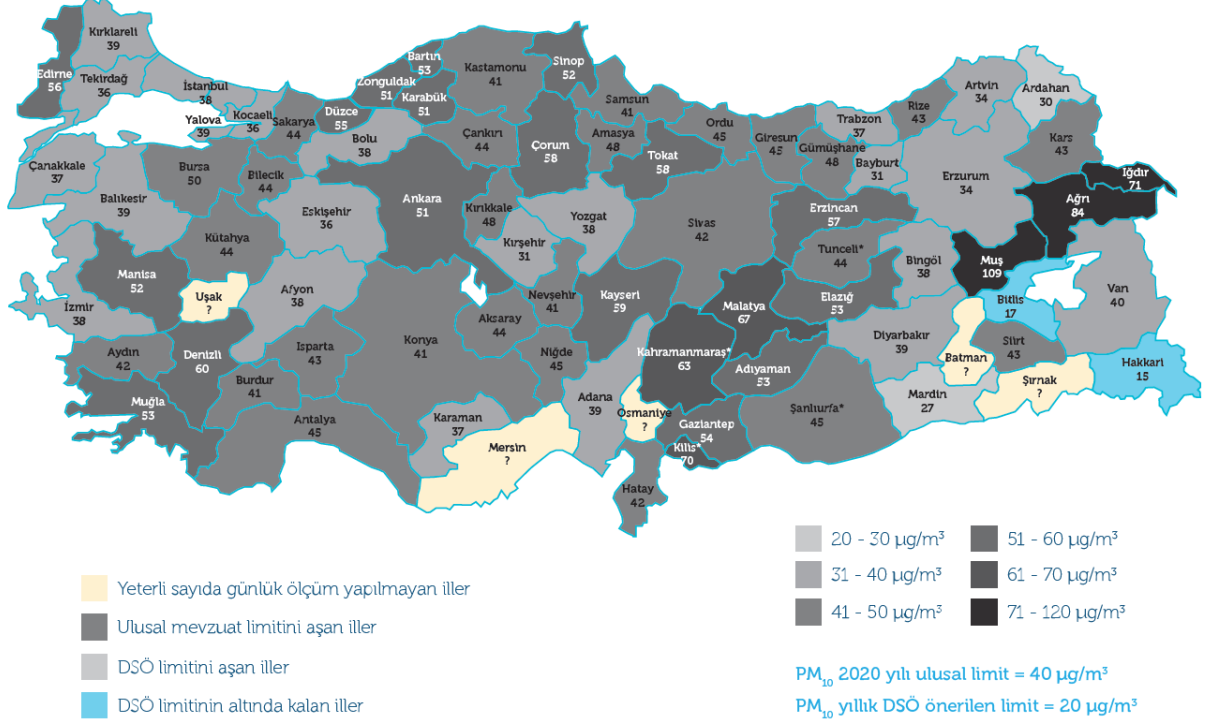 Kırklareli
39
Edirne
56
Tekirdağ
36
İstanbul
38
Yalova
39
Kocaeli
36
Sakarya
44
Düzce
55
Zonguldak
51
Bartın
53
Karabük
51
Kastamonu
41
Sinop
52
Samsun
41
Bolu
38
Çankırı
44
Çorum
58
Amasya
48
Tokat
58
Ordu
45
Giresun
45
Gümüşhane
48
Trabzon
37
Bayburt
31
Rize
43
Artvin
34
Ardahan
30
Kars
43
Iğdır
71
Ağrı
84
Erzurum
34
Çanakkale
37
Balıkesir
39
Bursa
50
Bilecik
44
Eskişehir
36
Ankara
51
Kırıkkale
48
Kırşehir
31
Yozgat
38
Sivas
42
Erzincan
57
Tunceli*
44
Bingöl
38
Muş
109
Bitlis
17
Van
40
Kütahya
44
Manisa
52
Uşak
?
Afyon
38
İzmir
38
Aydın
42
Denizli
60
Muğla
53
Burdur
41
Isparta
43
Antalya
45
Konya
41
Aksaray
44
Nevşehir
41
Niğde
45
Kayseri
59
Malatya
67
Elazığ
53
Kahramanmaraş*
63
Adıyaman
53
Diyarbakır
39
Batman
?
Siirt
43
Şırnak
?
Hakkari
15
Mardin
27
Şanlıurfa*
45
Gaziantep
54
Kilis*
70
Osmaniye
?
Adana
39
Karaman
37
Mersin
?
Hatay
42
Yeterli sayıda günlük ölçüm yapılmayan iller
Ulusal mevzuat limitini aşan iller
DSÖ limitini aşan iller
DSÖ limitinin altında kalan iller
20 - 30 µg/m³
31 - 40 µg/m³
41 - 50 µg/m³
51 - 60 µg/m³
61 - 70 µg/m³
71 - 120 µg/m³
PM₁₀ 2020 yılı ulusal limit = 40 µg/m³
PM₁₀ yıllık DSÖ önerilen limit = 20 µg/m³